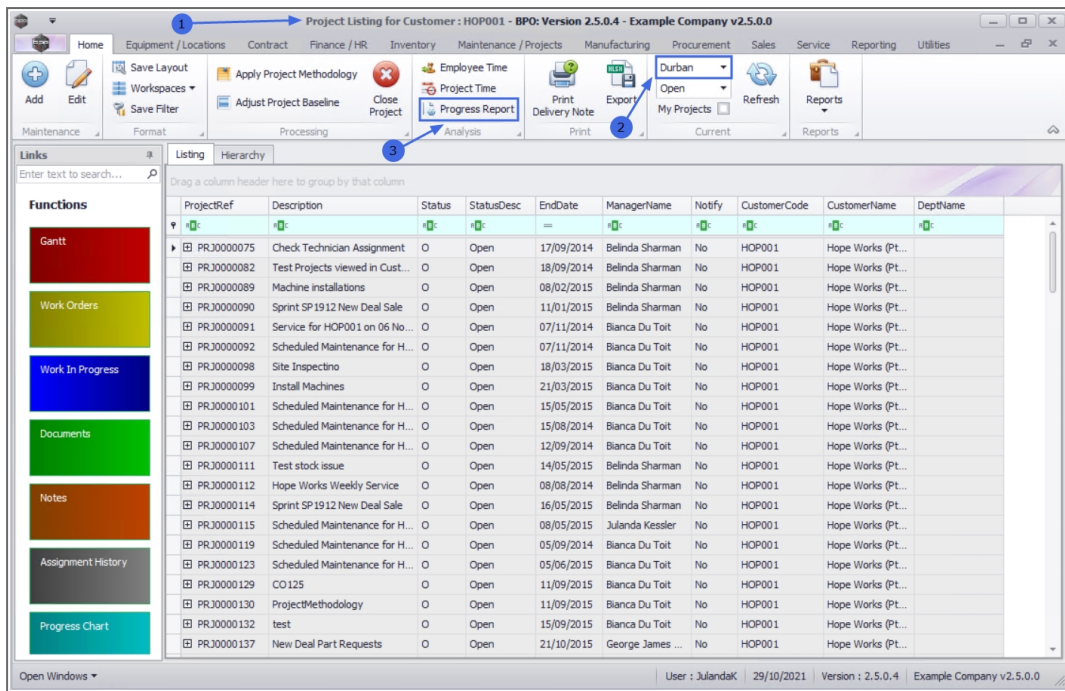 1
Project Listing for Customer : HOP001 - BPO: Version 2.5.0.4 - Example Company v2.5.0.0
Home Equipment / Locations Contract Finance / HR Inventory Maintenance / Projects Manufacturing Procurement Sales Service Reporting Utilities
Add
Edit
Maintenance
Save Layout
Workspaces
Save Filter
Format
Apply Project Methodology
Adjust Project Baseline
Close
Project
Processing
Employee Time
Project Time
Progress Report
3
Analysis
Print
Delivery Note
XLSX
Export
Print
2
Durban
Open
My Projects
Refresh
Current
Reports
Reports
Links
Enter text to search...
Functions
Gantt
Work Orders
Work In Progress
Documents
Notes
Assignment History
Progress Chart
Listing Hierarchy
Drag a column header here to group by that column
ProjectRef Description Status StatusDesc EndDate ManagerName Notify CustomerCode CustomerName DeptName
PRJ0000075 Check Technician Assignment O Open 17/09/2014 Belinda Sharman No HOP001 Hope Works (Pt...
PRJ0000082 Test Projects viewed in Cust... O Open 18/09/2014 Belinda Sharman No HOP001 Hope Works (Pt...
PRJ0000089 Machine installations O Open 08/02/2015 Belinda Sharman No HOP001 Hope Works (Pt...
PRJ0000090 Sprint SP1912 New Deal Sale O Open 11/01/2015 Belinda Sharman No HOP001 Hope Works (Pt...
PRJ0000091 Service for HOP001 on 06 No... O Open 07/11/2014 Bianca Du Toit No HOP001 Hope Works (Pt...
PRJ0000092 Scheduled Maintenance for H... O Open 07/11/2014 Bianca Du Toit No HOP001 Hope Works (Pt...
PRJ0000098 Site Inspectino O Open 18/03/2015 Bianca Du Toit No HOP001 Hope Works (Pt...
PRJ0000099 Install Machines O Open 21/03/2015 Bianca Du Toit No HOP001 Hope Works (Pt...
PRJ0000101 Scheduled Maintenance for H... O Open 15/05/2015 Bianca Du Toit No HOP001 Hope Works (Pt...
PRJ0000103 Scheduled Maintenance for H... O Open 15/08/2014 Bianca Du Toit No HOP001 Hope Works (Pt...
PRJ0000107 Scheduled Maintenance for H... O Open 12/09/2014 Bianca Du Toit No HOP001 Hope Works (Pt...
PRJ0000111 Test stock issue O Open 14/05/2015 Belinda Sharman No HOP001 Hope Works (Pt...
PRJ0000112 Hope Works Weekly Service O Open 08/08/2014 Belinda Sharman No HOP001 Hope Works (Pt...
PRJ0000114 Sprint SP1912 New Deal Sale O Open 16/05/2015 Belinda Sharman No HOP001 Hope Works (Pt...
PRJ0000115 Scheduled Maintenance for H... O Open 08/05/2015 Julanda Kessler No HOP001 Hope Works (Pt...
PRJ0000119 Scheduled Maintenance for H... O Open 05/09/2014 Bianca Du Toit No HOP001 Hope Works (Pt...
PRJ0000123 Scheduled Maintenance for H... O Open 05/06/2015 Bianca Du Toit No HOP001 Hope Works (Pt...
PRJ0000129 CO125 O Open 11/09/2015 Bianca Du Toit No HOP001 Hope Works (Pt...
PRJ0000130 ProjectMethodology O Open 11/09/2015 Bianca Du Toit No HOP001 Hope Works (Pt...
PRJ0000132 test O Open 15/09/2015 Bianca Du Toit No HOP001 Hope Works (Pt...
PRJ0000137 New Deal Part Requests O Open 21/10/2015 George James ... No HOP001 Hope Works (Pt...
Open Windows User : JulandaK 29/10/2021 Version : 2.5.0.4 Example Company v2.5.0.0